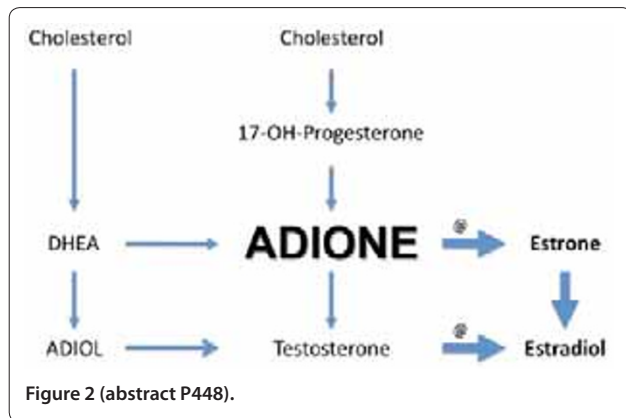 Cholesterol Cholesterol
17-OH-Progesterone
@
DHEA ADIONE Estrone
@
ADIOL Testosterone Estradiol
Figure 2 (abstract P448).